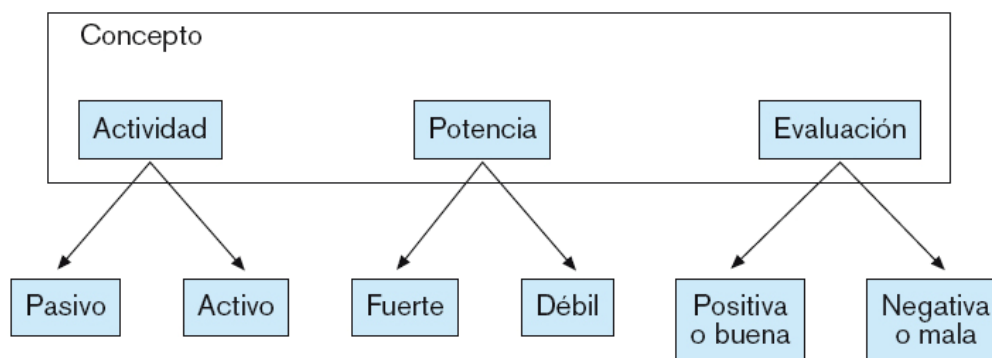 Concepto
Actividad
Potencia
Evaluación
Pasivo
Activo
Fuerte
Débil
Positiva
o buena
Negativa
o mala